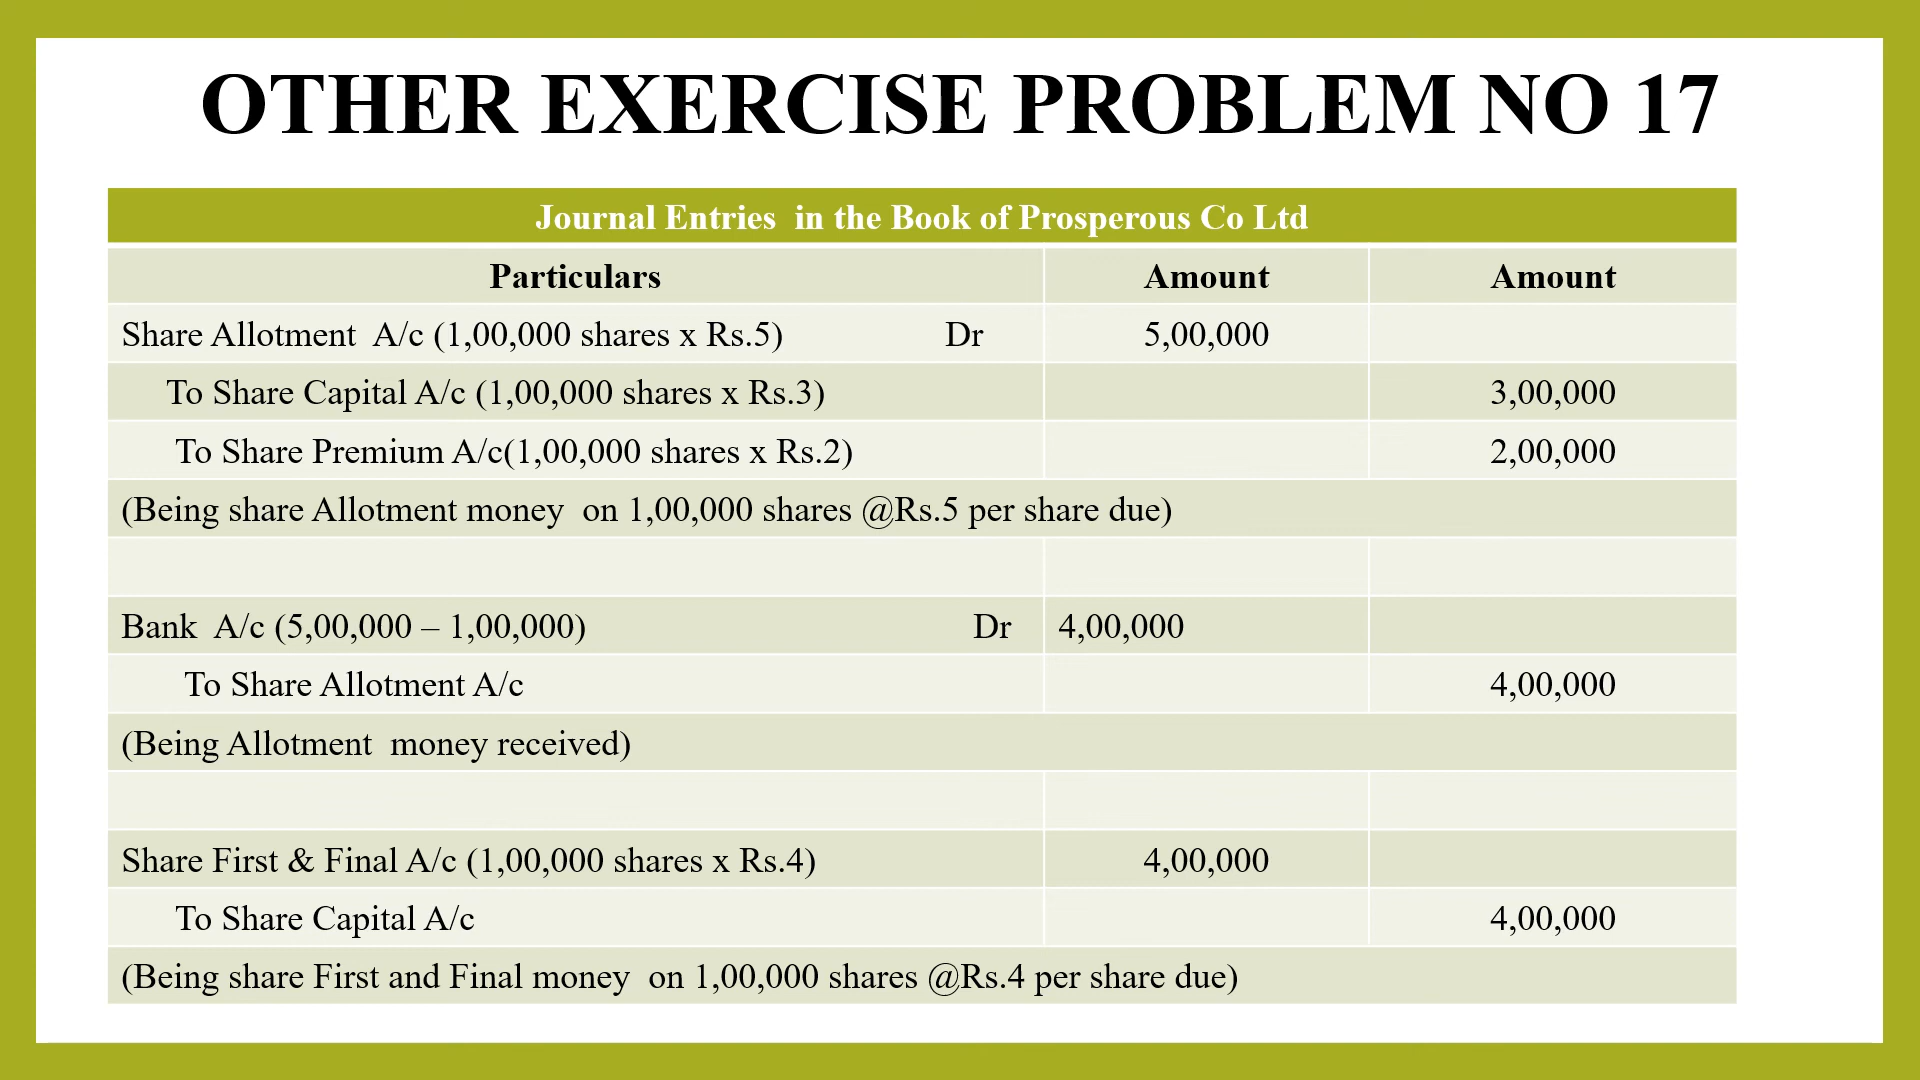 OTHER EXERCISE PROBLEM NO 17
Journal Entries in the Book of Prosperous Co Ltd
Particulars Amount Amount
Share Allotment A/c (1,00,000 shares x Rs.5) Dr 5,00,000
To Share Capital A/c (1,00,000 shares x Rs.3) 3,00,000
To Share Premium A/c(1,00,000 shares x Rs.2) 2,00,000
(Being share Allotment money on 1,00,000 shares @Rs.5 per share due)
Bank A/c (5,00,000 – 1,00,000) Dr 4,00,000
To Share Allotment A/c 4,00,000
(Being Allotment money received)
Share First & Final A/c (1,00,000 shares x Rs.4) 4,00,000
To Share Capital A/c 4,00,000
(Being share First and Final money on 1,00,000 shares @Rs.4 per share due)